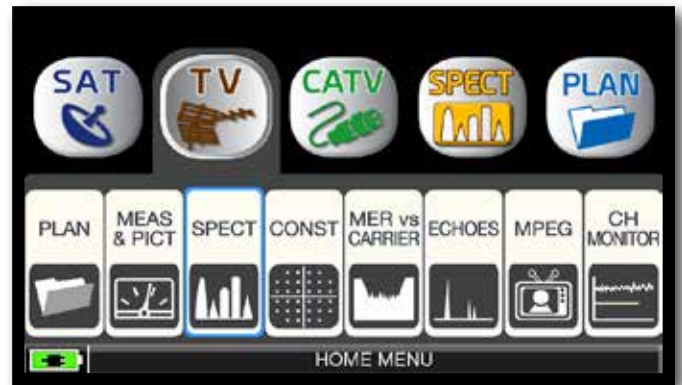 SAT
TV
CATV
SPECT
PLAN
PLAN
MEAS
& PICT
SPECT
CONST
MER vs
CARRIER
ECHOES
MPEG
CH
MONITOR
HOME MENU